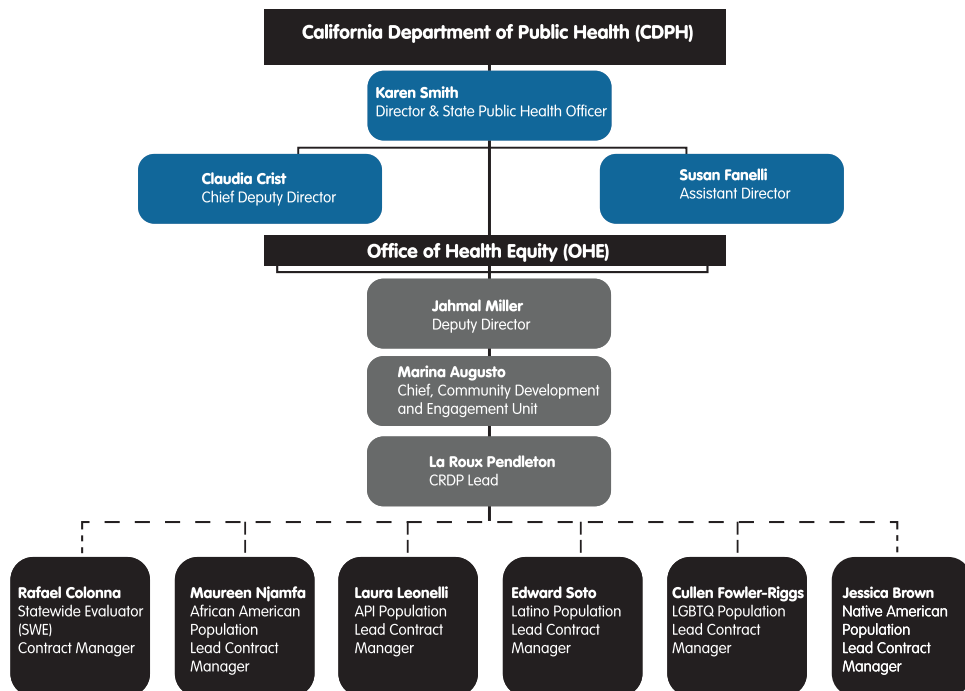 California Department of Public Health (CDPH)
Karen Smith
Director & State Public Health Officer
Claudia Crist
Chief Deputy Director
Susan Fanelli
Assistant Director
Office of Health Equity (OHE)
Jahmal Miller
Deputy Director
Marina Augusto
Chief, Community Development
and Engagement Unit
La Roux Pendleton
CRDP Lead
Rafael Colonna
Statewide Evaluator
(SWE)
Contract Manager
Maureen Njamfa
African American
Population
Lead Contract
Manager
Laura Leonelli
API Population
Lead Contract
Manager
Edward Soto
Latino Population
Lead Contract
Manager
Cullen Fowler-Riggs
LGBTQ Population
Lead Contract
Manager
Jessica Brown
Native American
Population
Lead Contract
Manager